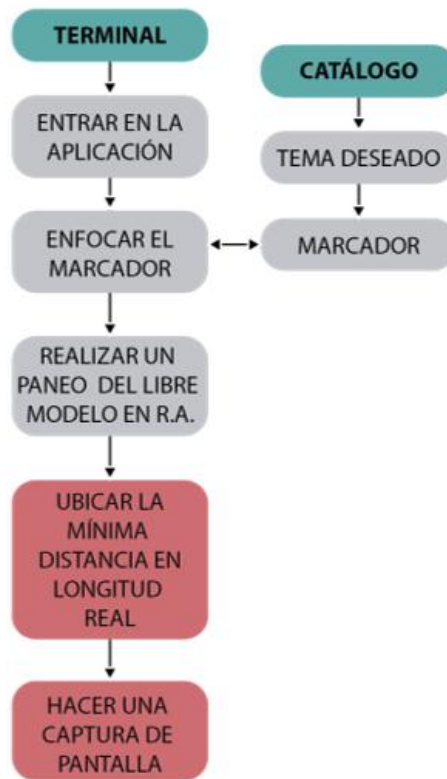 TERMINAL
ENTRAR EN LA
APLICACIÓN
ENFOCAR EL
MARCADOR
REALIZAR UN
PANEO DEL LIBRE
MODELO EN R.A.
UBICAR LA
MÍNIMA
DISTANCIA EN
LONGITUD
REAL
HACER UNA
CAPTURA DE
PANTALLA
CATÁLOGO
TEMA DESEADO
MARCADOR